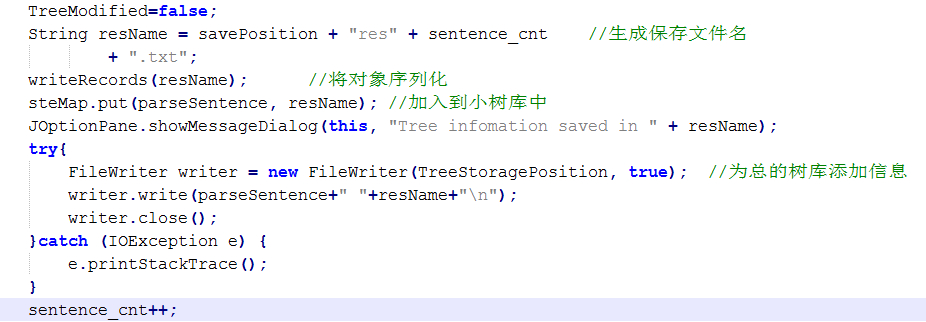 TreeModified=false;
String resName = savePosition + "res" + sentence_cnt //生成保存文件名
+ ".txt";
writeRecords(resName); //将对象序列化
steMap.put(parseSentence, resName); //加入到小树库中
JOptionPane.showMessageDialog(this, "Tree infomation saved in " + resName);
try{
FileWriter writer = new FileWriter(TreeStoragePosition, true); //为总的树库添加信息
writer.write(parseSentence+" "+resName+"\n");
writer.close();
}catch (IOException e) {
e.printStackTrace();
}
sentence_cnt++;